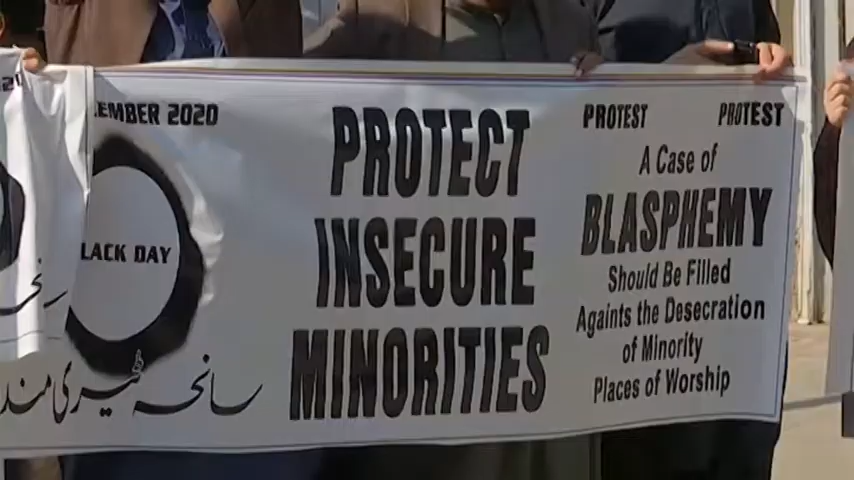 EMBER 2020
LACK DAY
سانحہ ٹیری مند
PROTECT
INSECURE
MINORITIES
PROTEST PROTEST
A Case of
BLASPHEMY
Should Be Filled
Againts the Desecration
of Minority
Places of Worship